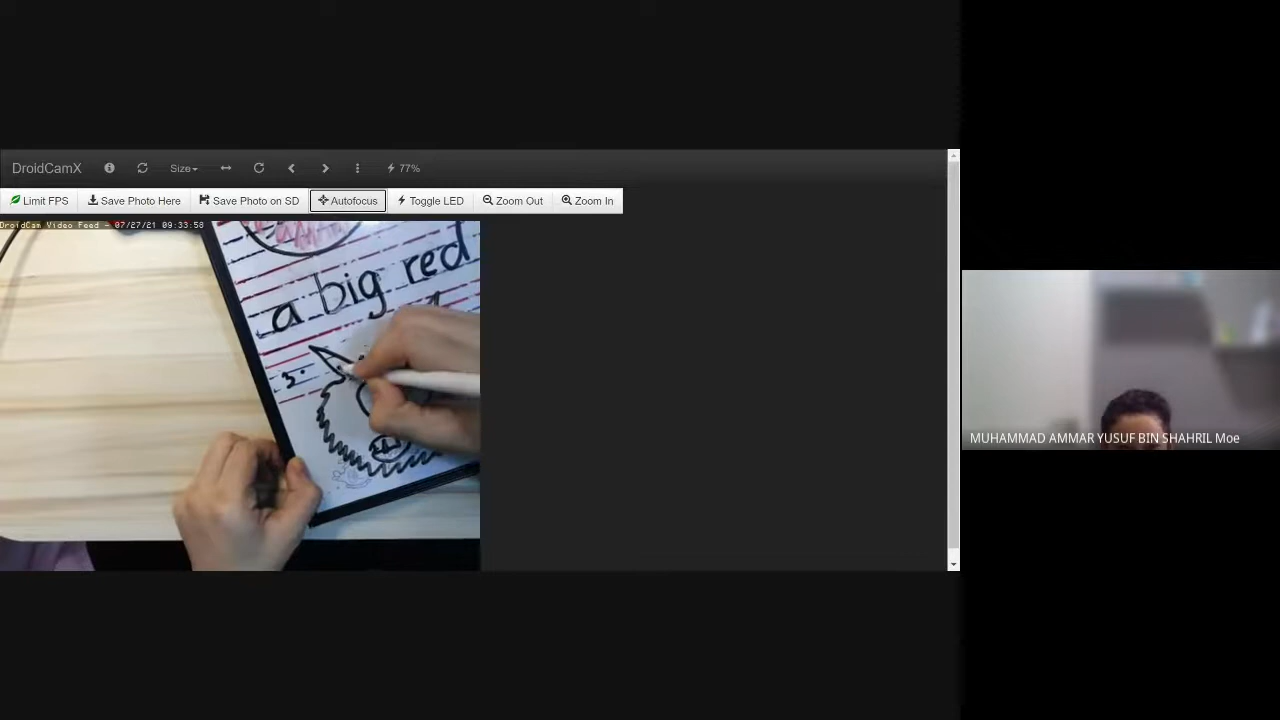 DroidCamX Size 77%
Limit FPS Save Photo Here Save Photo on SD Autofocus Toggle LED Zoom Out Zoom In
DroidCam Video Feed - 07/27/21 09:33:58
a big red
3.
MUHAMMAD AMMAR YUSUF BIN SHAHRIL Moe